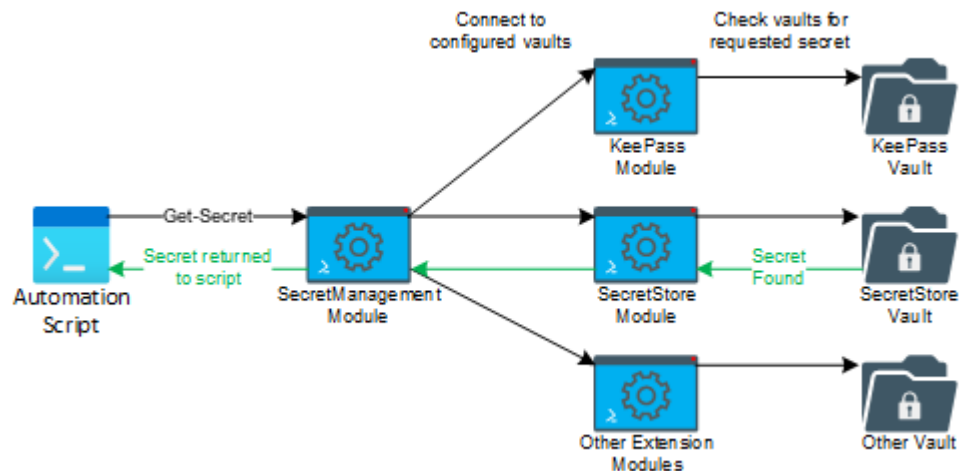 Connect to
configured vaults
Check vaults for
requested secret
KeePass
Module
KeePass
Vault
Get-Secret
Secret returned
to script
Secret
Found
Automation
Script
SecretManagement
Module
SecretStore
Module
SecretStore
Vault
Other Extension
Modules
Other Vault